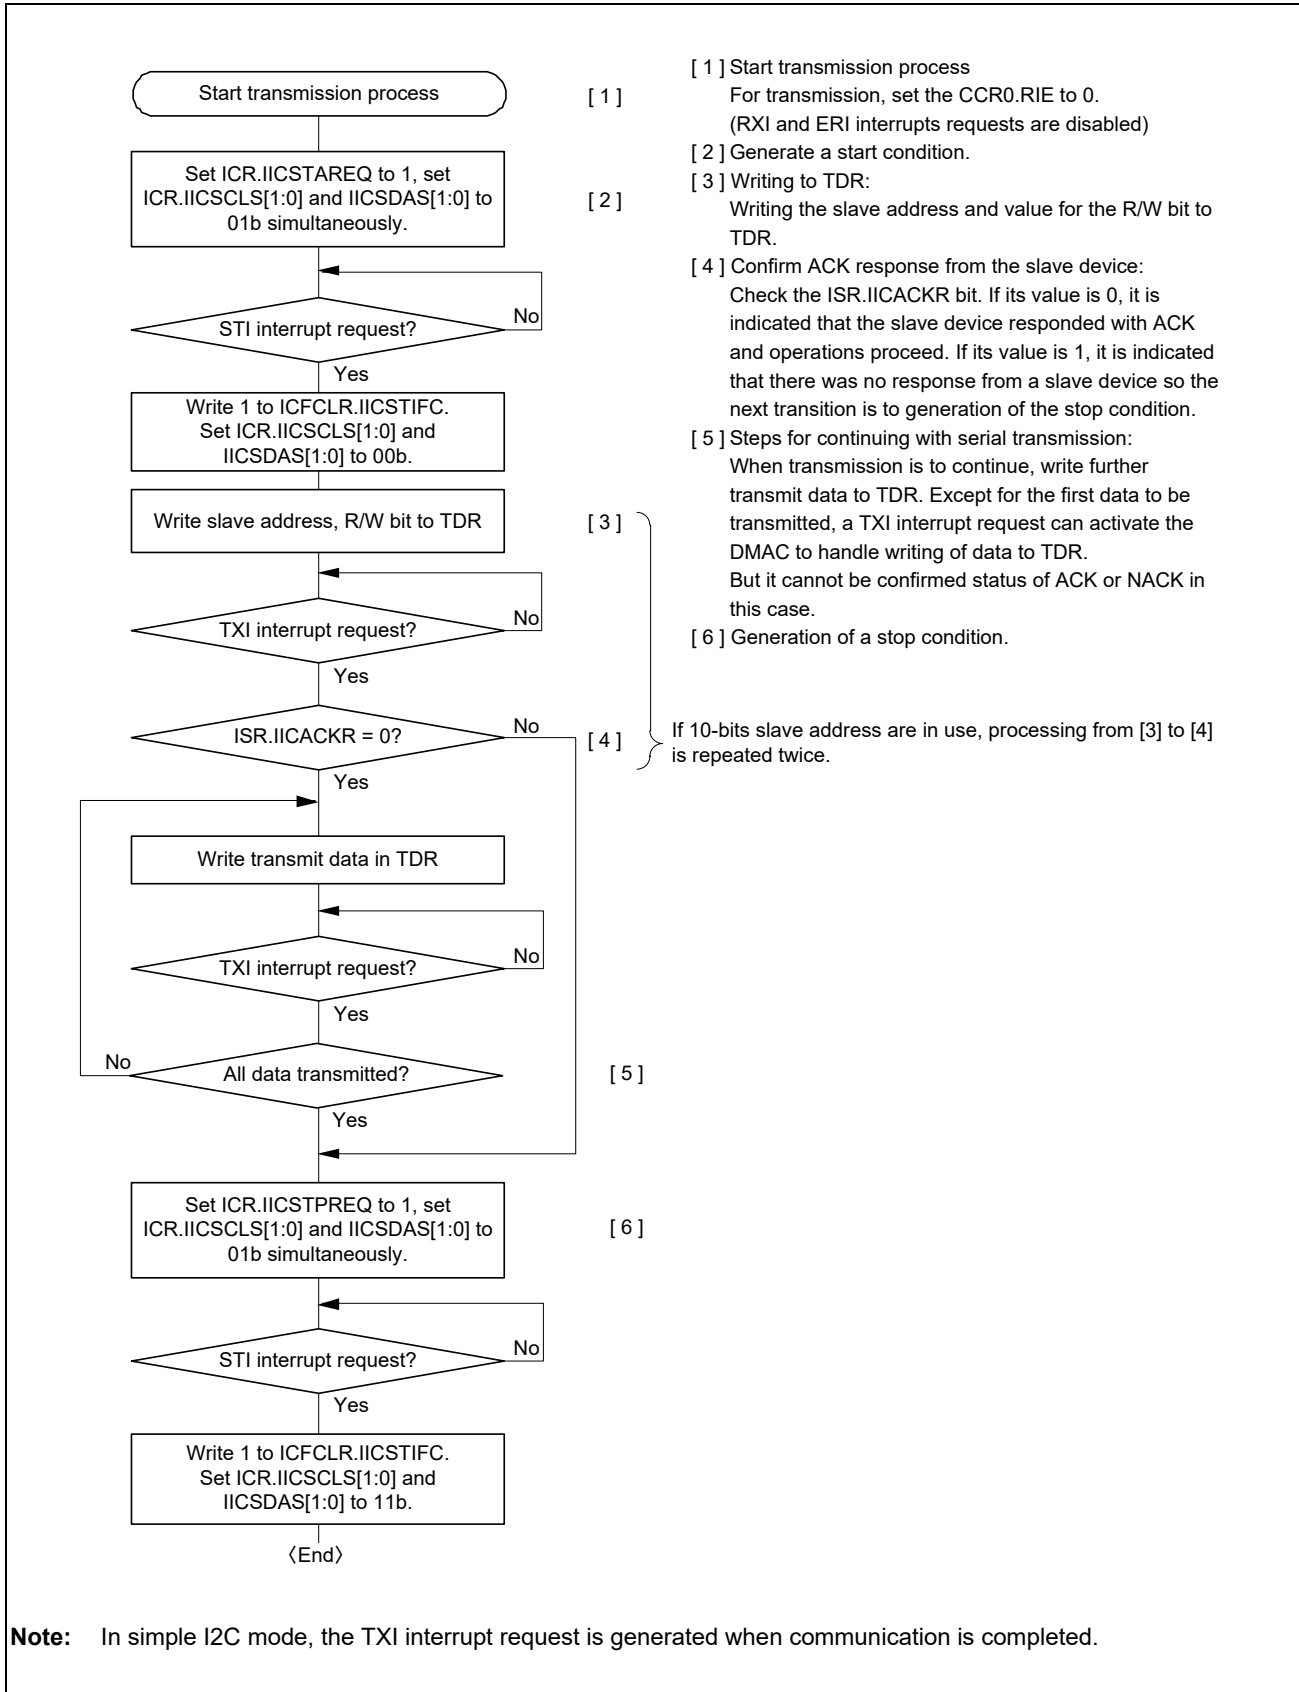 Start transmission process
[ 1 ]
Set ICR.IICSTAREQ to 1, set
ICR.IICSCLS[1:0] and IICSDAS[1:0] to
01b simultaneously.
[ 2 ]
STI interrupt request?
No
Yes
Write 1 to ICFCLR.IICSTIFC.
Set ICR.IICSCLS[1:0] and
IICSDAS[1:0] to 00b.
Write slave address, R/W bit to TDR
[ 3 ]
TXI interrupt request?
No
Yes
ISR.IICACKR = 0?
No
[ 4 ]
Yes
Write transmit data in TDR
TXI interrupt request?
No
Yes
All data transmitted?
No
[ 5 ]
Yes
Set ICR.IICSTPREQ to 1, set
ICR.IICSCLS[1:0] and IICSDAS[1:0] to
01b simultaneously.
[ 6 ]
STI interrupt request?
No
Yes
Write 1 to ICFCLR.IICSTIFC.
Set ICR.IICSCLS[1:0] and
IICSDAS[1:0] to 11b.
〈End〉
[ 1 ] Start transmission process
For transmission, set the CCR0.RIE to 0.
(RXI and ERI interrupts requests are disabled)
[ 2 ] Generate a start condition.
[ 3 ] Writing to TDR:
Writing the slave address and value for the R/W bit to
TDR.
[ 4 ] Confirm ACK response from the slave device:
Check the ISR.IICACKR bit. If its value is 0, it is
indicated that the slave device responded with ACK
and operations proceed. If its value is 1, it is indicated
that there was no response from a slave device so the
next transition is to generation of the stop condition.
[ 5 ] Steps for continuing with serial transmission:
When transmission is to continue, write further
transmit data to TDR. Except for the first data to be
transmitted, a TXI interrupt request can activate the
DMAC to handle writing of data to TDR.
But it cannot be confirmed status of ACK or NACK in
this case.
[ 6 ] Generation of a stop condition.
If 10-bits slave address are in use, processing from [3] to [4]
is repeated twice.
Note: In simple I2C mode, the TXI interrupt request is generated when communication is completed.